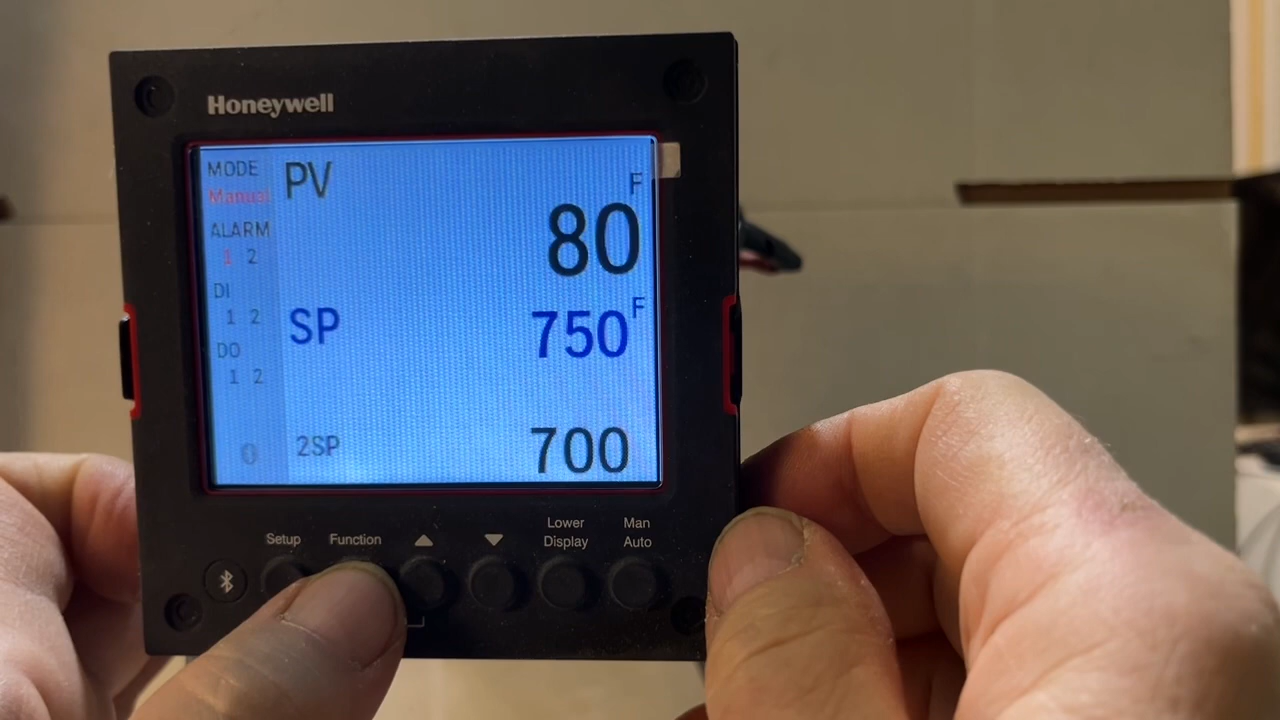 Honeywell
MODE
Manual
PV
F
80
ALARM
1 2
DI
1 2
SP
750
F
DO
1 2
0
2SP
700
Setup
Function
Lower
Display
Man
Auto